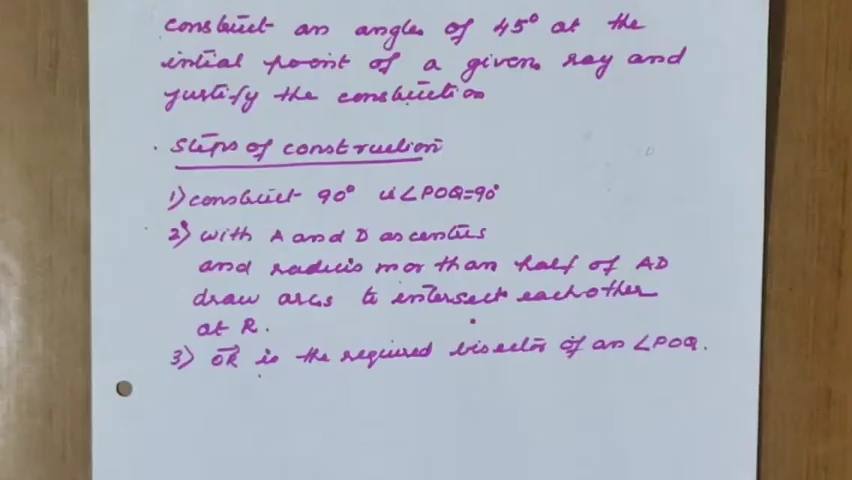 construct an angles of 45° at the
initial point of a given ray and
justify the construction
. Steps of construction
1) construct 90° ie ∠POQ=90°
2) with A and D as centres
and radius mor than half of AD
draw arcs to intersect each other
at R.
3) OR is the required bisector of an ∠POQ.